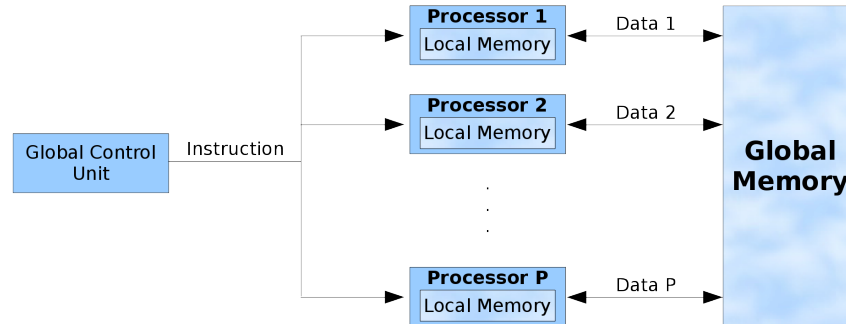 Processor 1
Local Memory
Data 1
Processor 2
Local Memory
Data 2
Global Control
Unit
Instruction
Global
Memory
.
.
.
Processor P
Local Memory
Data P